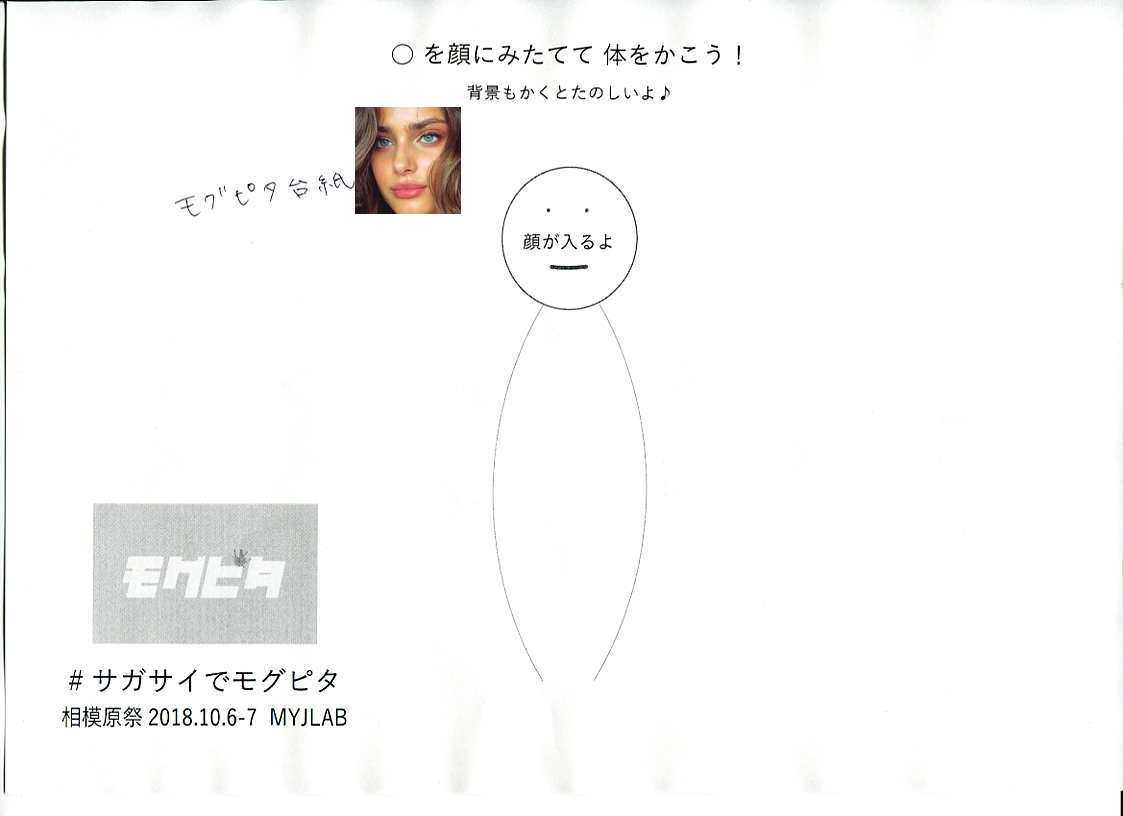 〇を顔にみたてて 体をかこう！
背景もかくとたのしいよ♪
モグピタ台紙
顔が入るよ
モグピタ
# サガサイでモグピタ
相模原祭 2018.10.6-7 MYJLAB